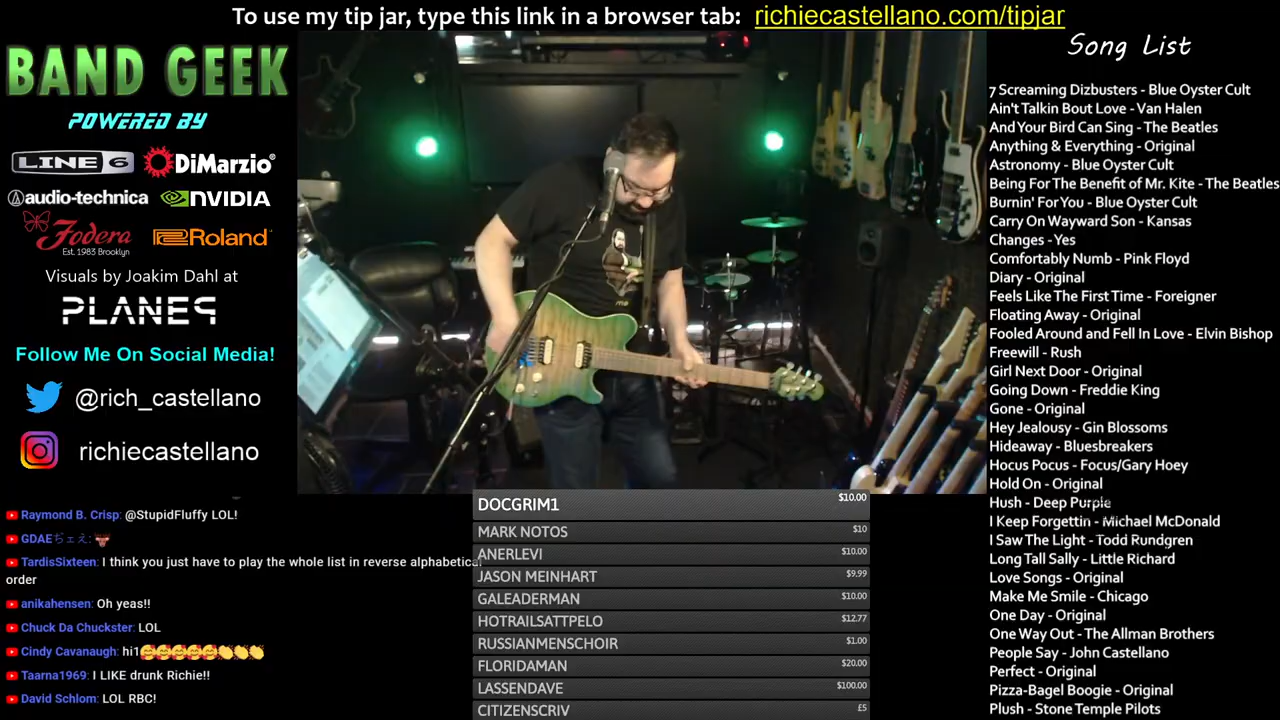 To use my tip jar, type this link in a browser tab: richiecastellano.com/tipjar
BAND GEEK
POWERED BY
LINE 6
DiMarzio®
audio-technica
NVIDIA
Fodera
Est. 1983 Brooklyn
Roland
Visuals by Joakim Dahl at
PLANE9
Follow Me On Social Media!
@rich_castellano
richiecastellano
Raymond B. Crisp: @StupidFluffy LOL!
GDAEぢェえ:
TardisSixteen: I think you just have to play the whole list in reverse alphabetical
order
anikahensen: Oh yeas!!
Chuck Da Chuckster: LOL
Cindy Cavanaugh: hi1🥰🥰🥰🥰🥰👏👏👏
Taarna1969: I LIKE drunk Richie!!
David Schlom: LOL RBC!
DOCGRIM1 $10.00
MARK NOTOS $10
ANERLEVI $10.00
JASON MEINHART $9.99
GALEADERMAN $10.00
HOTRAILSATTPELO $12.77
RUSSIANMENSCHOIR $1.00
FLORIDAMAN $20.00
LASSENDAVE $100.00
CITIZENSCRIV £5
Song List
7 Screaming Dizbusters - Blue Oyster Cult
Ain't Talkin Bout Love - Van Halen
And Your Bird Can Sing - The Beatles
Anything & Everything - Original
Astronomy - Blue Oyster Cult
Being For The Benefit of Mr. Kite - The Beatles
Burnin' For You - Blue Oyster Cult
Carry On Wayward Son - Kansas
Changes - Yes
Comfortably Numb - Pink Floyd
Diary - Original
Feels Like The First Time - Foreigner
Floating Away - Original
Fooled Around and Fell In Love - Elvin Bishop
Freewill - Rush
Girl Next Door - Original
Going Down - Freddie King
Gone - Original
Hey Jealousy - Gin Blossoms
Hideaway - Bluesbreakers
Hocus Pocus - Focus/Gary Hoey
Hold On - Original
Hush - Deep Purple
I Keep Forgettin - Michael McDonald
I Saw The Light - Todd Rundgren
Long Tall Sally - Little Richard
Love Songs - Original
Make Me Smile - Chicago
One Day - Original
One Way Out - The Allman Brothers
People Say - John Castellano
Perfect - Original
Pizza-Bagel Boogie - Original
Plush - Stone Temple Pilots